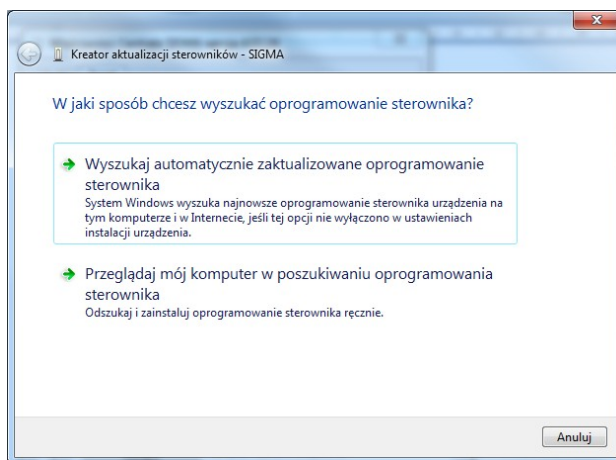 Kreator aktualizacji sterowników - SIGMA
W jaki sposób chcesz wyszukać oprogramowanie sterownika?
Wyszukaj automatycznie zaktualizowane oprogramowanie
sterownika
System Windows wyszuka najnowsze oprogramowanie sterownika urządzenia na
tym komputerze i w Internecie, jeśli tej opcji nie wyłączono w ustawieniach
instalacji urządzenia.
Przeglądaj mój komputer w poszukiwaniu oprogramowania
sterownika
Odszukaj i zainstaluj oprogramowanie sterownika ręcznie.
Anuluj